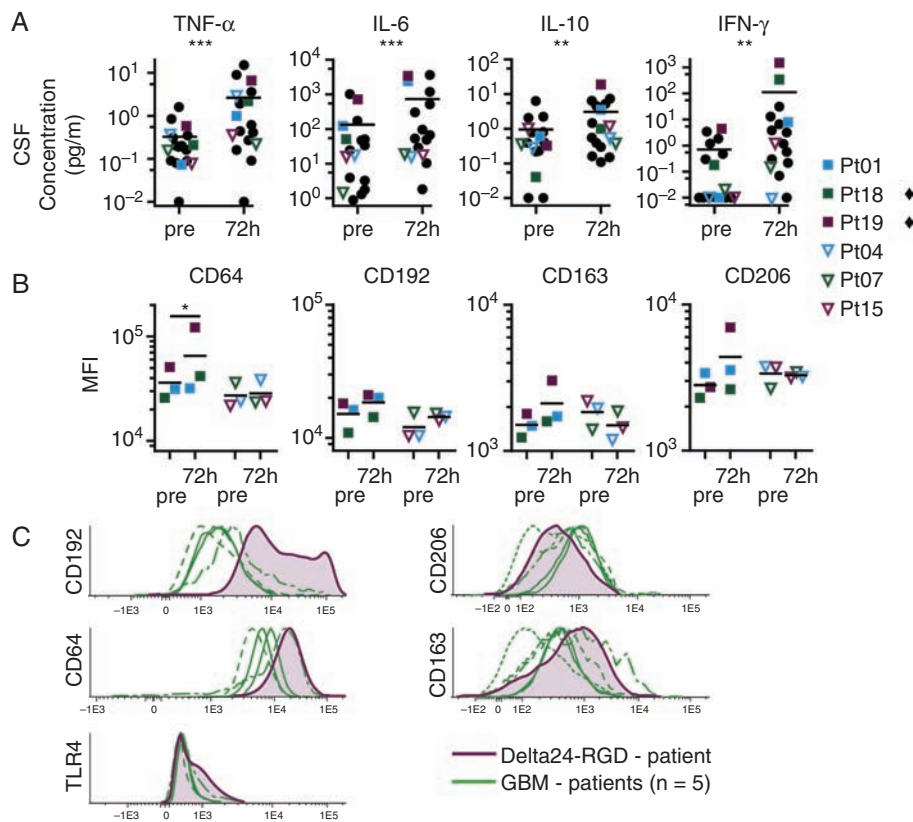 A
TNF-α
IL-6
IL-10
IFN-γ
***
***
**
**
CSF
Concentration
(pg/m)
10¹
10⁰
10⁻¹
10⁻²
10⁴
10³
10²
10¹
10⁰
10²
10¹
10⁰
10⁻¹
10⁻²
10³
10²
10¹
10⁰
10⁻¹
10⁻²
pre 72h
pre 72h
pre 72h
pre 72h
Pt01
Pt18 ♦
Pt19 ♦
Pt04
Pt07
Pt15
B
CD64
CD192
CD163
CD206
*
MFI
10⁵
10⁴
10⁵
10⁴
10⁴
10³
10⁴
10³
72h 72h
pre pre
72h 72h
pre pre
72h 72h
pre pre
72h 72h
pre pre
C
CD192
−1E3 0 1E3 1E4 1E5
CD206
−1E2 0 1E2 1E3 1E4
CD64
−1E3 0 1E3 1E4 1E5
CD163
−1E2 0 1E2 1E3 1E4
TLR4
−1E3 0 1E3 1E4 1E5
Delta24-RGD - patient
GBM - patients (n = 5)